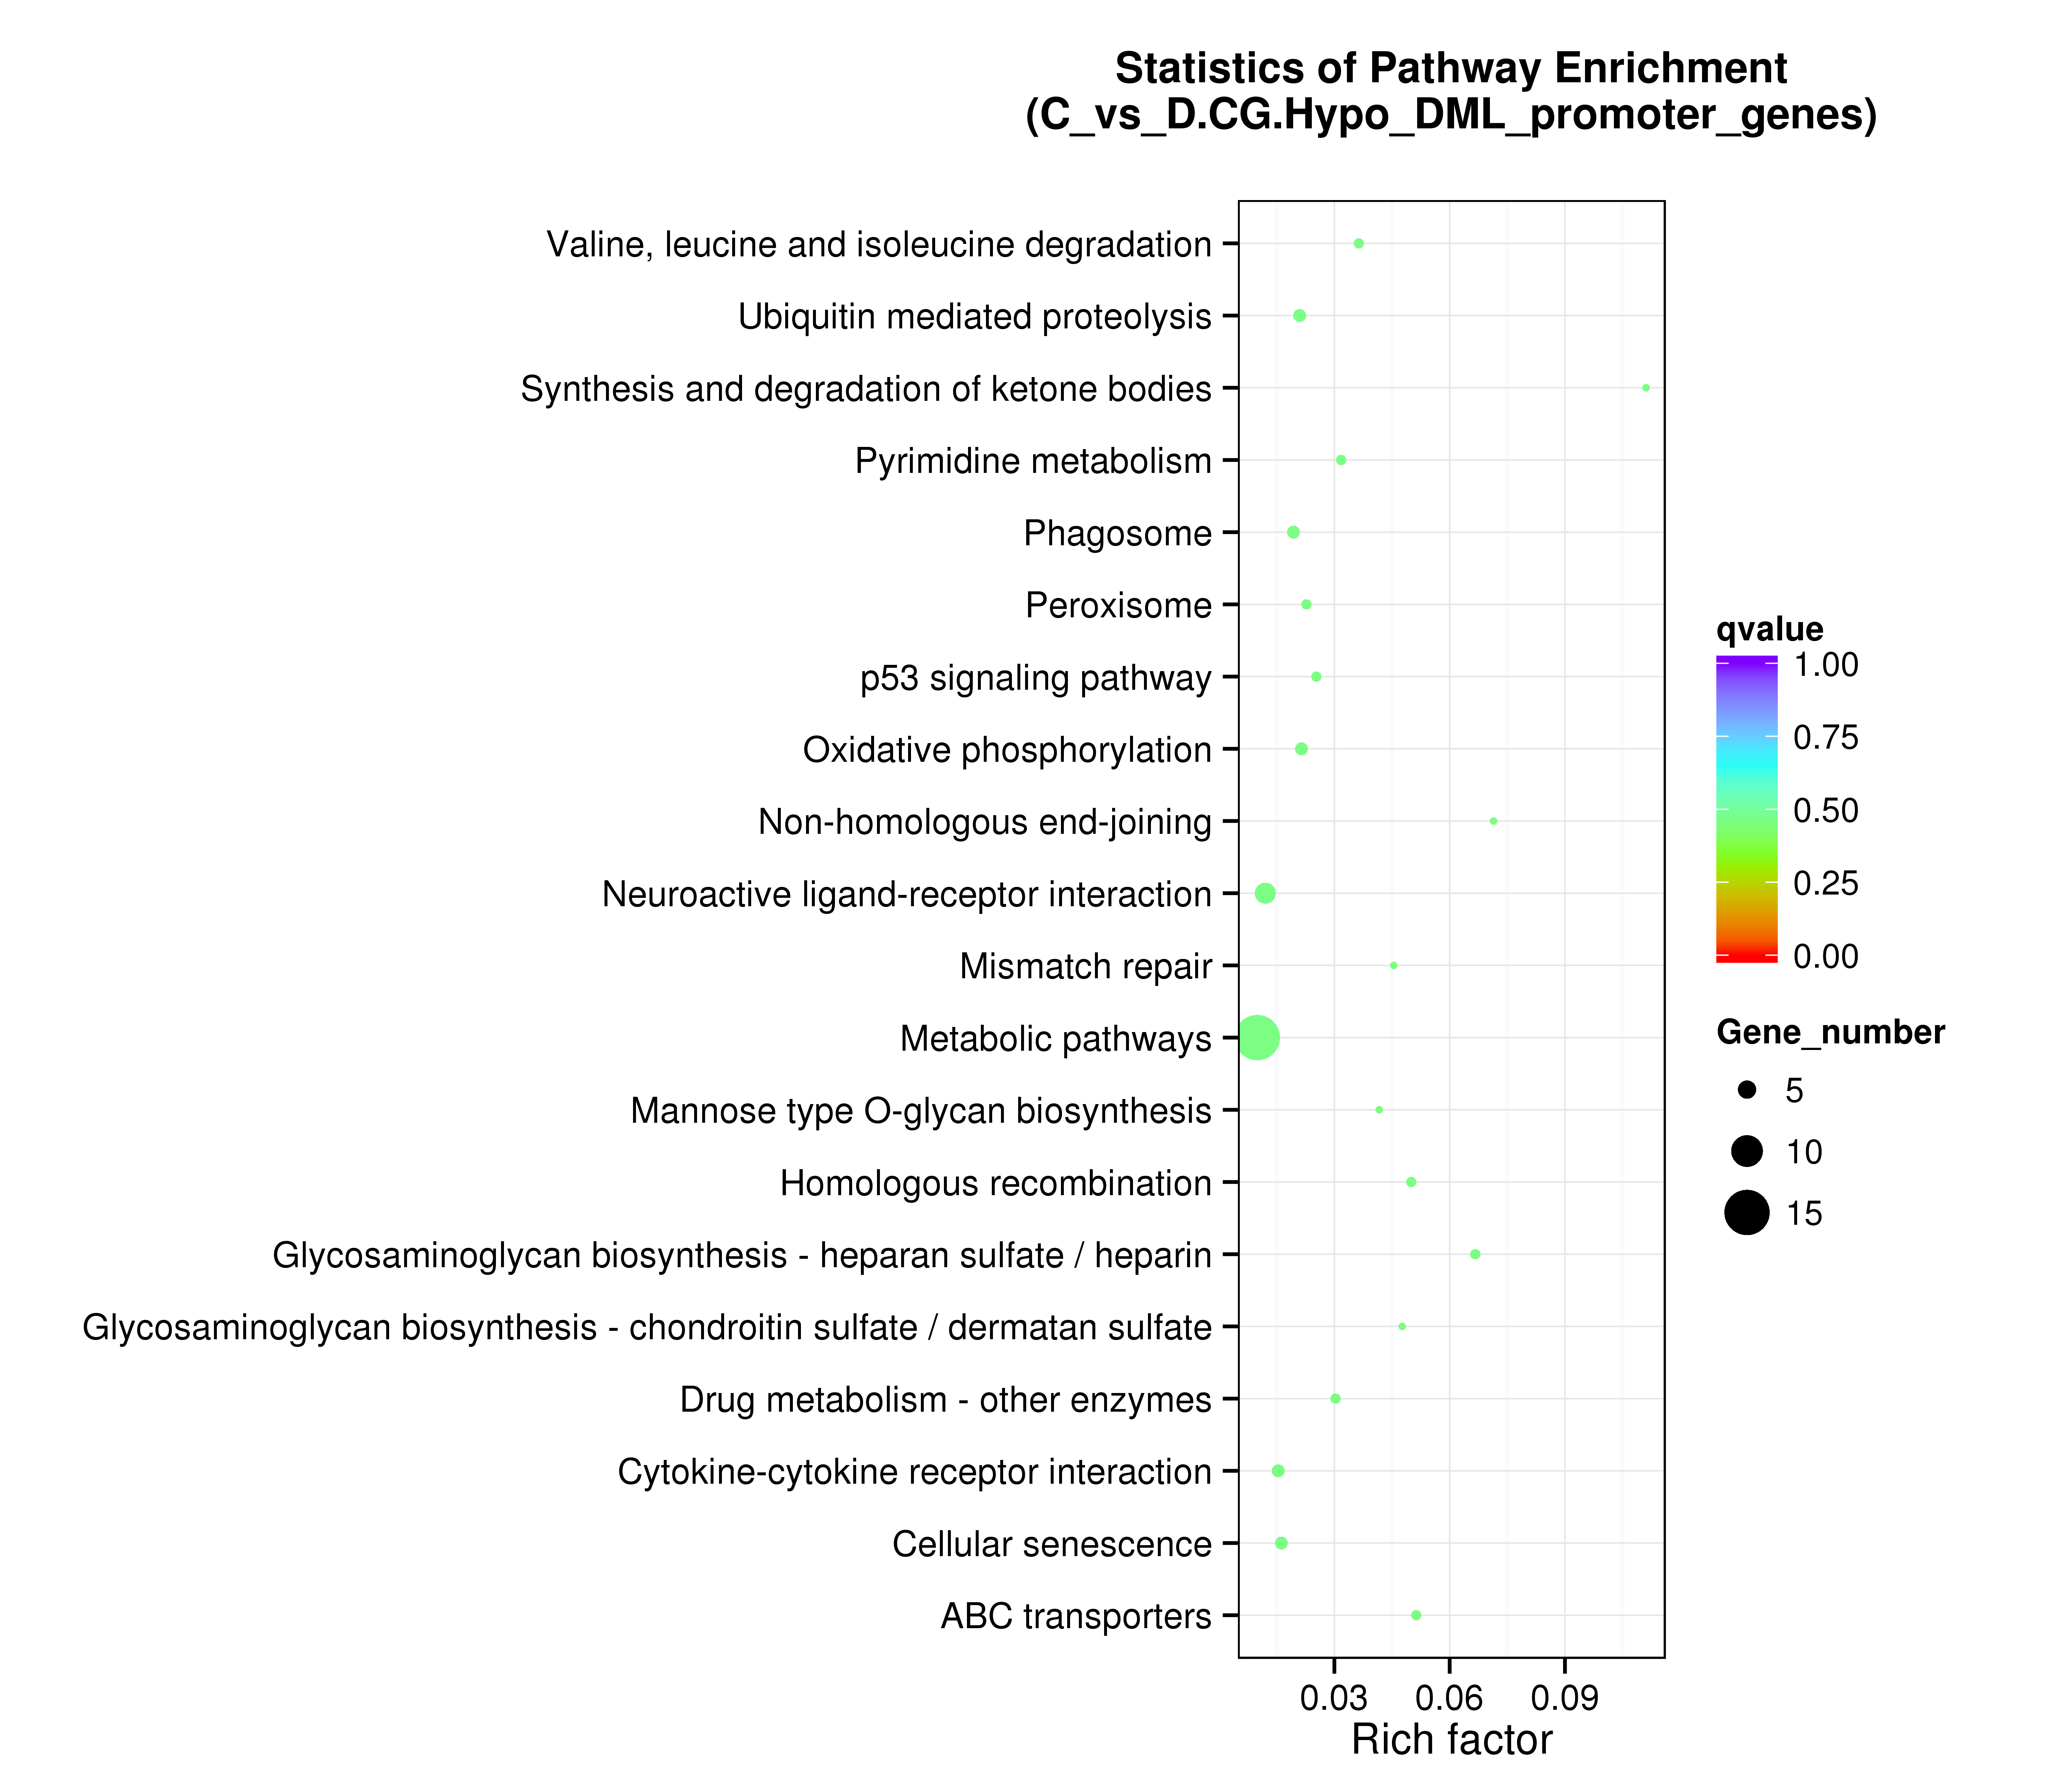 Statistics of Pathway Enrichment
(C_vs_D.CG.Hypo_DML_promoter_genes)
Valine, leucine and isoleucine degradation
Ubiquitin mediated proteolysis
Synthesis and degradation of ketone bodies
Pyrimidine metabolism
Phagosome
Peroxisome
p53 signaling pathway
Oxidative phosphorylation
Non-homologous end-joining
Neuroactive ligand-receptor interaction
Mismatch repair
Metabolic pathways
Mannose type O-glycan biosynthesis
Homologous recombination
Glycosaminoglycan biosynthesis - heparan sulfate / heparin
Glycosaminoglycan biosynthesis - chondroitin sulfate / dermatan sulfate
Drug metabolism - other enzymes
Cytokine-cytokine receptor interaction
Cellular senescence
ABC transporters
0.03 0.06 0.09
Rich factor
qvalue
1.00
0.75
0.50
0.25
0.00
Gene_number
5
10
15